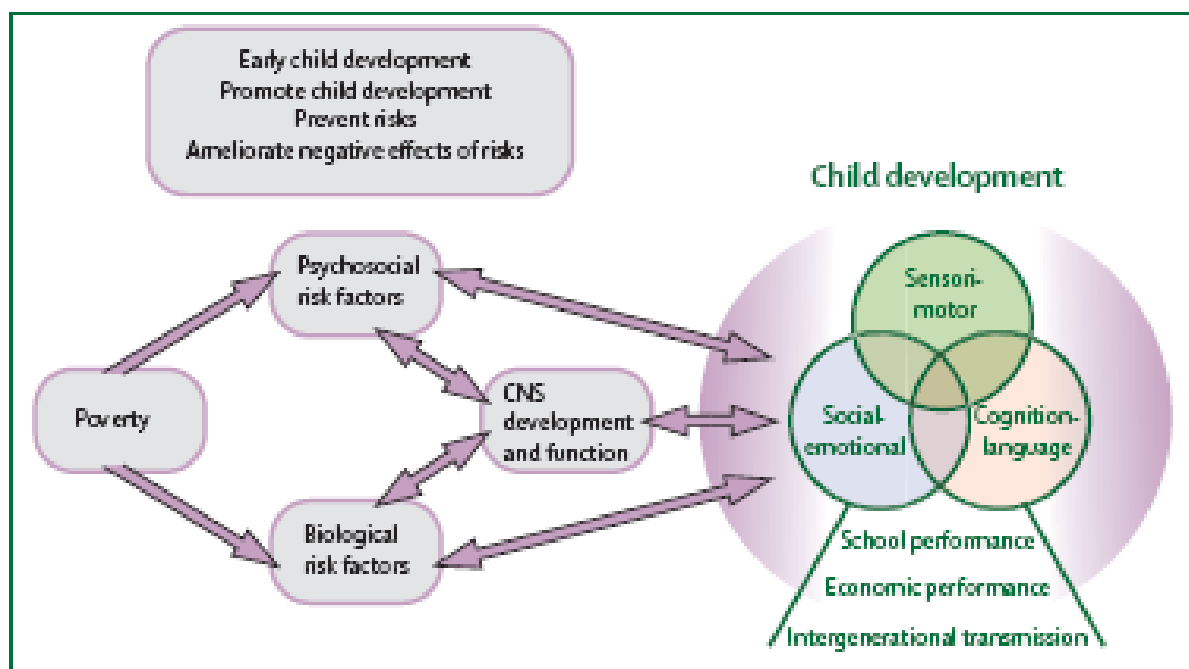 Early child development
Promote child development
Prevent risks
Ameliorate negative effects of risks
Child development
Psychosocial
risk factors
Sensori-
motor
Poverty
CNS
development
and function
Social-
emotional
Cognition-
language
Biological
risk factors
School performance
Economic performance
Intergenerational transmission